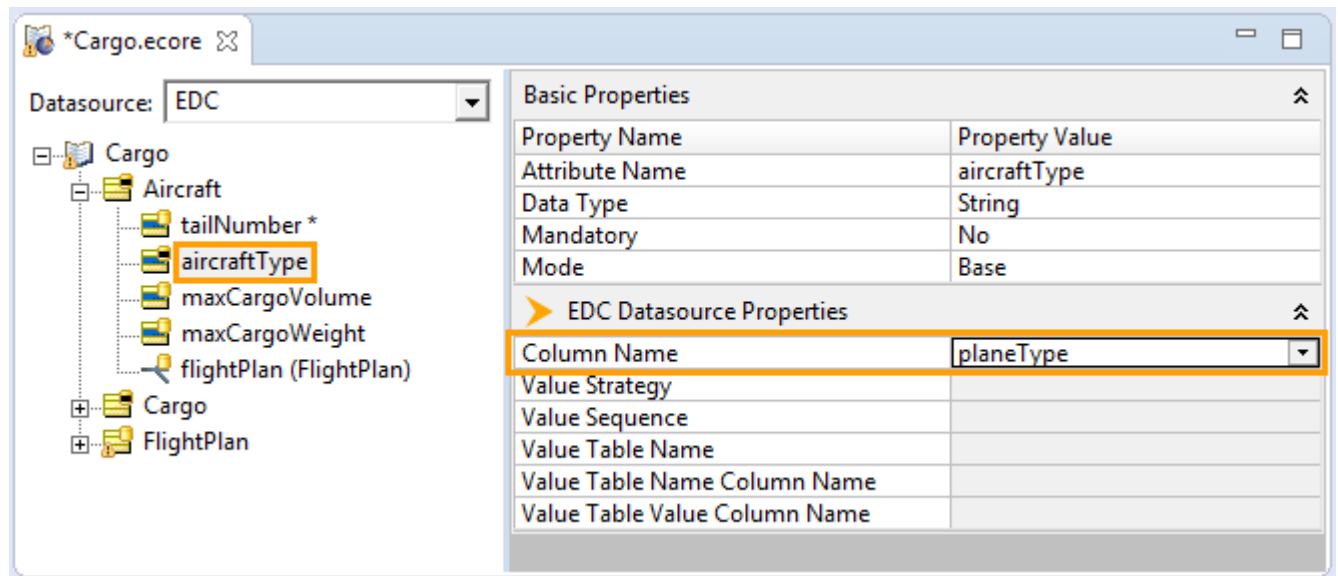 *Cargo.ecore
Datasource: EDC
Cargo
Aircraft
tailNumber *
aircraftType
maxCargoVolume
maxCargoWeight
flightPlan (FlightPlan)
Cargo
FlightPlan
Basic Properties
Property Name Property Value
Attribute Name aircraftType
Data Type String
Mandatory No
Mode Base
EDC Datasource Properties
Column Name planeType
Value Strategy
Value Sequence
Value Table Name
Value Table Name Column Name
Value Table Value Column Name